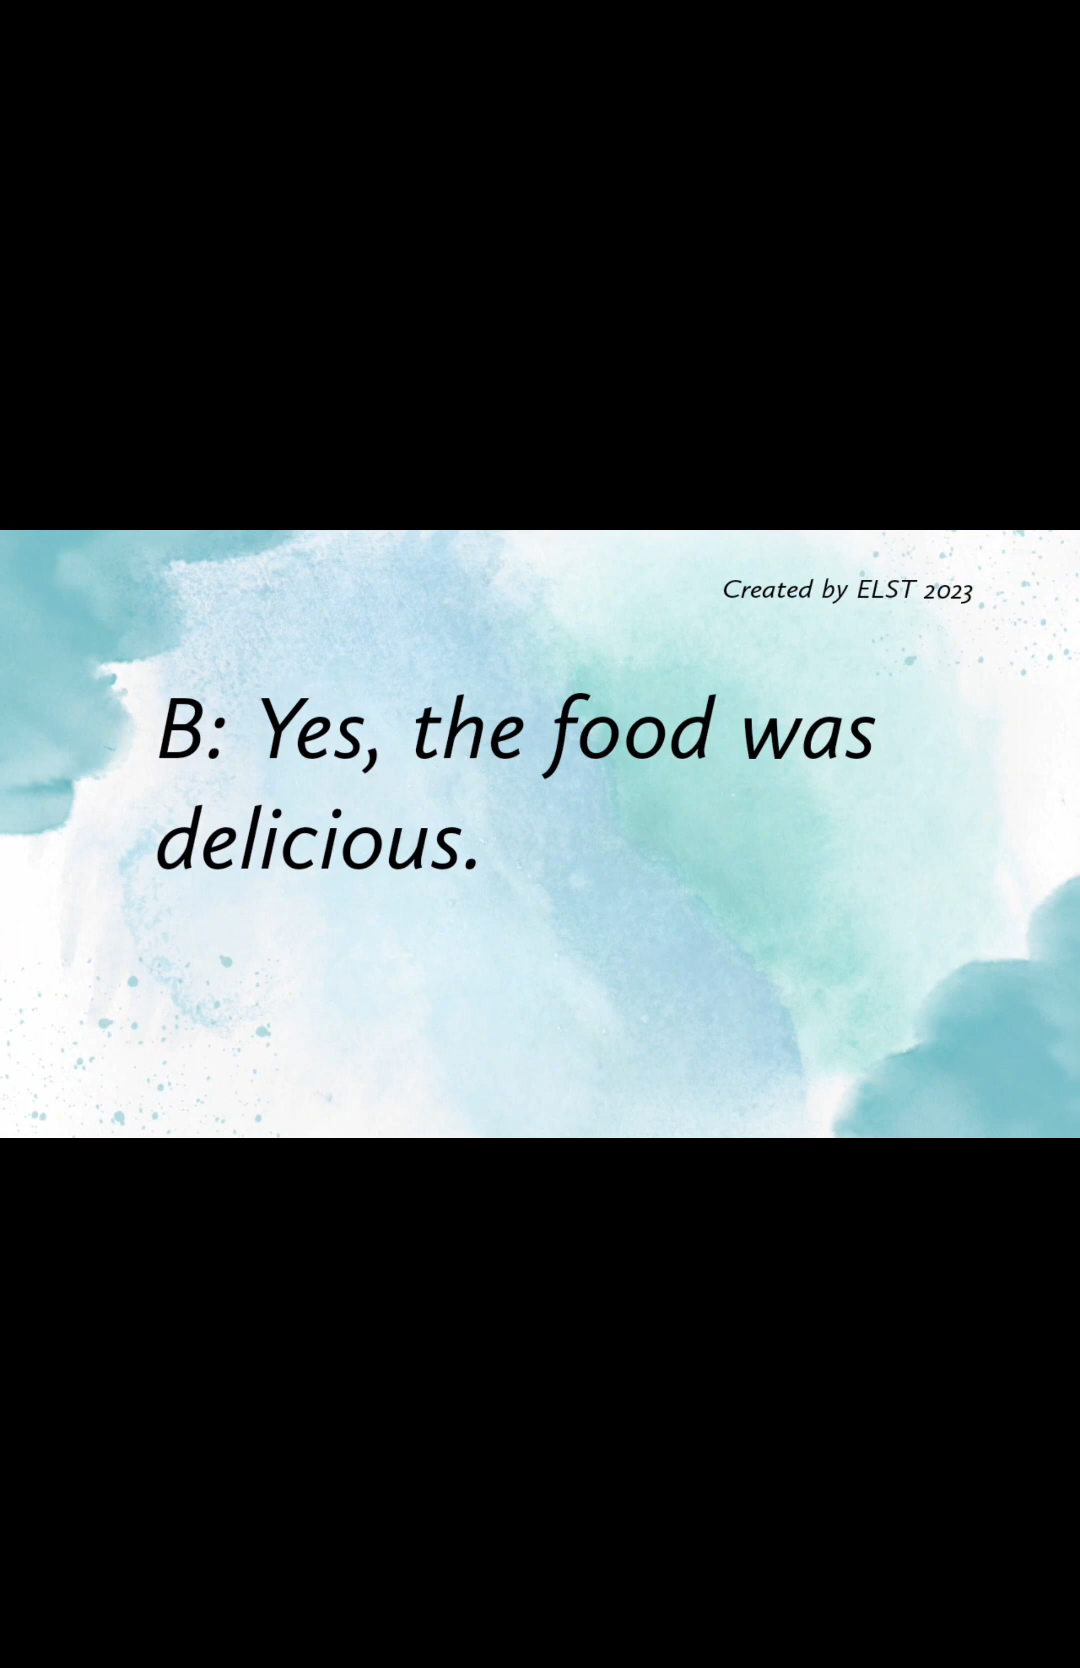 Created by ELST 2023
B: Yes, the food was
delicious.